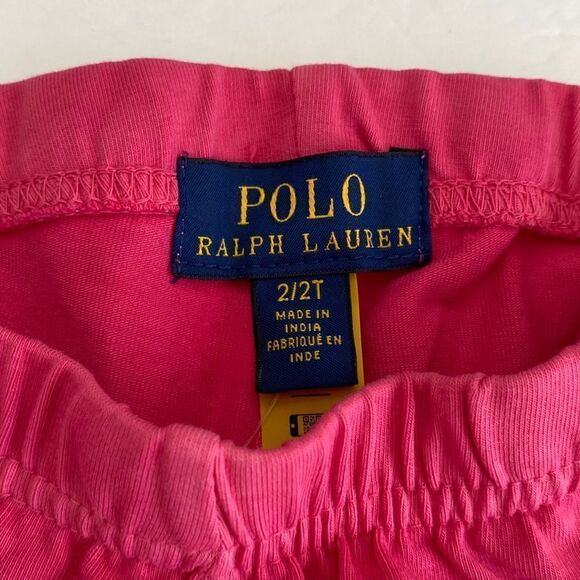 POLO
RALPH LAUREN
2/2T
MADE IN
INDIA
FABRIQUÉ EN
INDE